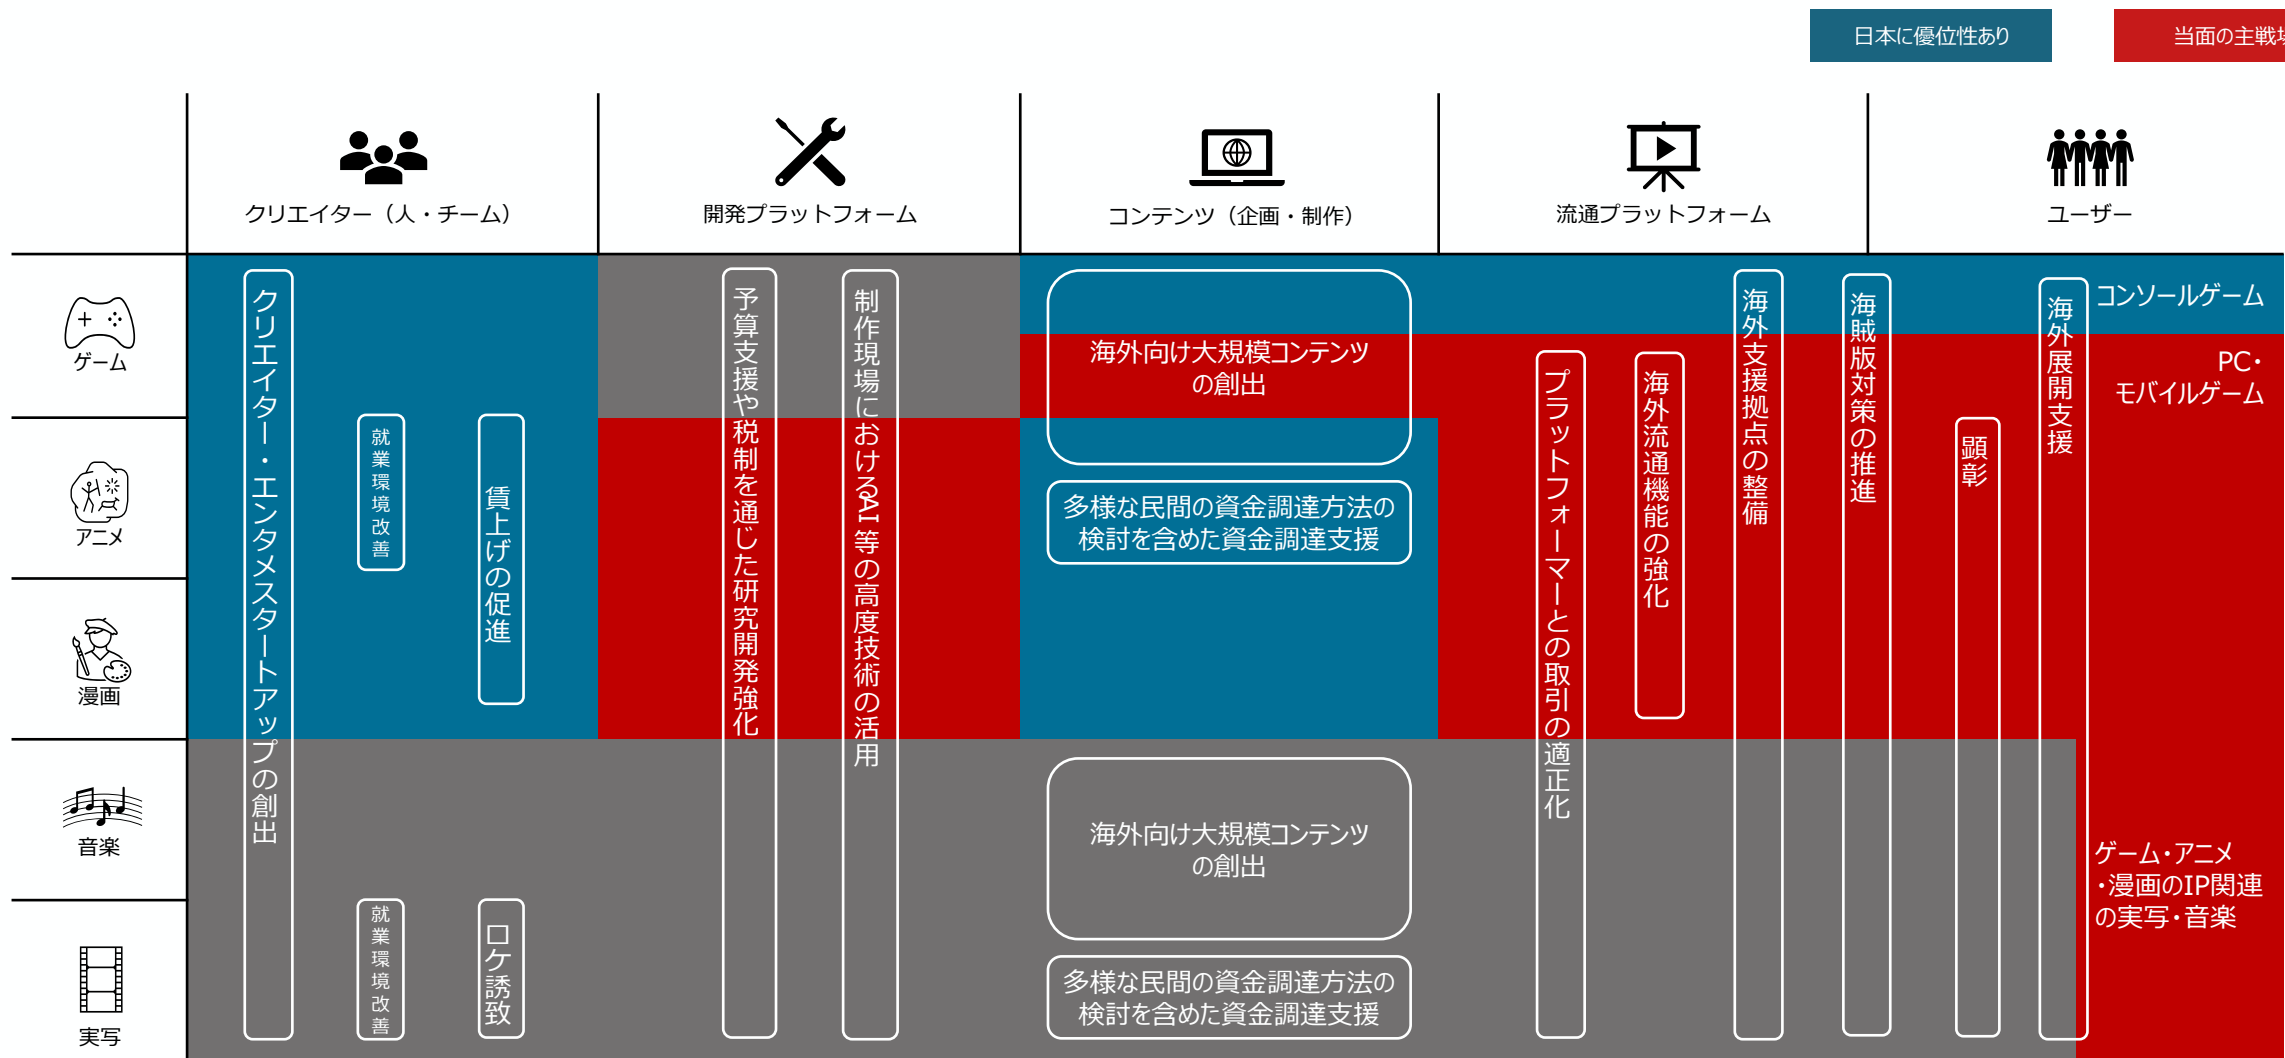 日本に優位性あり
当面の主戦場
クリエイター（人・チーム）
開発プラットフォーム
コンテンツ（企画・制作）
流通プラットフォーム
ユーザー
ゲーム
アニメ
漫画
音楽
実写
クリエイター・エンタメスタートアップの創出
就業環境改善
賃上げの促進
就業環境改善
ロケ誘致
予算支援や税制を通じた研究開発強化
制作現場におけるAI等の高度技術の活用
海外向け大規模コンテンツ
の創出
多様な民間の資金調達方法の
検討を含めた資金調達支援
海外向け大規模コンテンツ
の創出
多様な民間の資金調達方法の
検討を含めた資金調達支援
プラットフォーマーとの取引の適正化
海外流通機能の強化
海外支援拠点の整備
海賊版対策の推進
顕彰
海外展開支援
コンソールゲーム
PC・
モバイルゲーム
ゲーム・アニメ
・漫画のIP関連
の実写・音楽